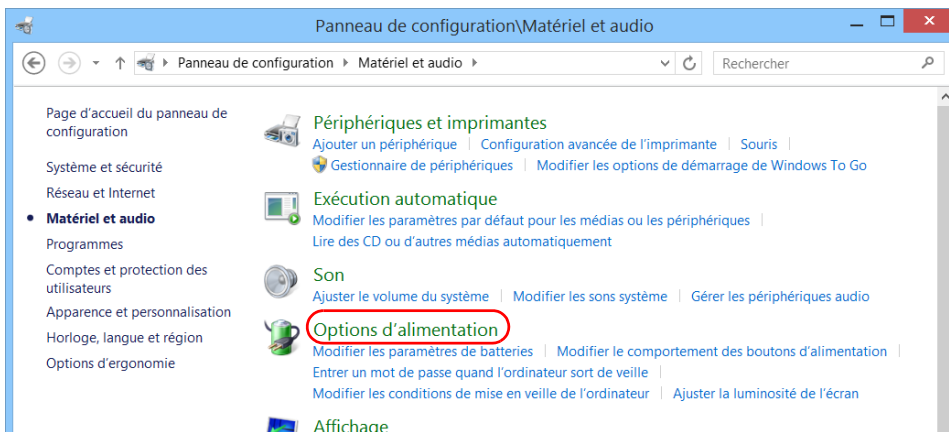 Panneau de configuration\Matériel et audio
Panneau de configuration Matériel et audio
Rechercher
Page d'accueil du panneau de
configuration
Système et sécurité
Réseau et Internet
Matériel et audio
Programmes
Comptes et protection des
utilisateurs
Apparence et personnalisation
Horloge, langue et région
Options d'ergonomie
Périphériques et imprimantes
Ajouter un périphérique Configuration avancée de l'imprimante Souris
Gestionnaire de périphériques Modifier les options de démarrage de Windows To Go
Exécution automatique
Modifier les paramètres par défaut pour les médias ou les périphériques
Lire des CD ou d'autres médias automatiquement
Son
Ajuster le volume du système Modifier les sons système Gérer les périphériques audio
Options d'alimentation
Modifier les paramètres de batteries Modifier le comportement des boutons d'alimentation
Entrer un mot de passe quand l'ordinateur sort de veille
Modifier les conditions de mise en veille de l'ordinateur Ajuster la luminosité de l'écran
Affichage